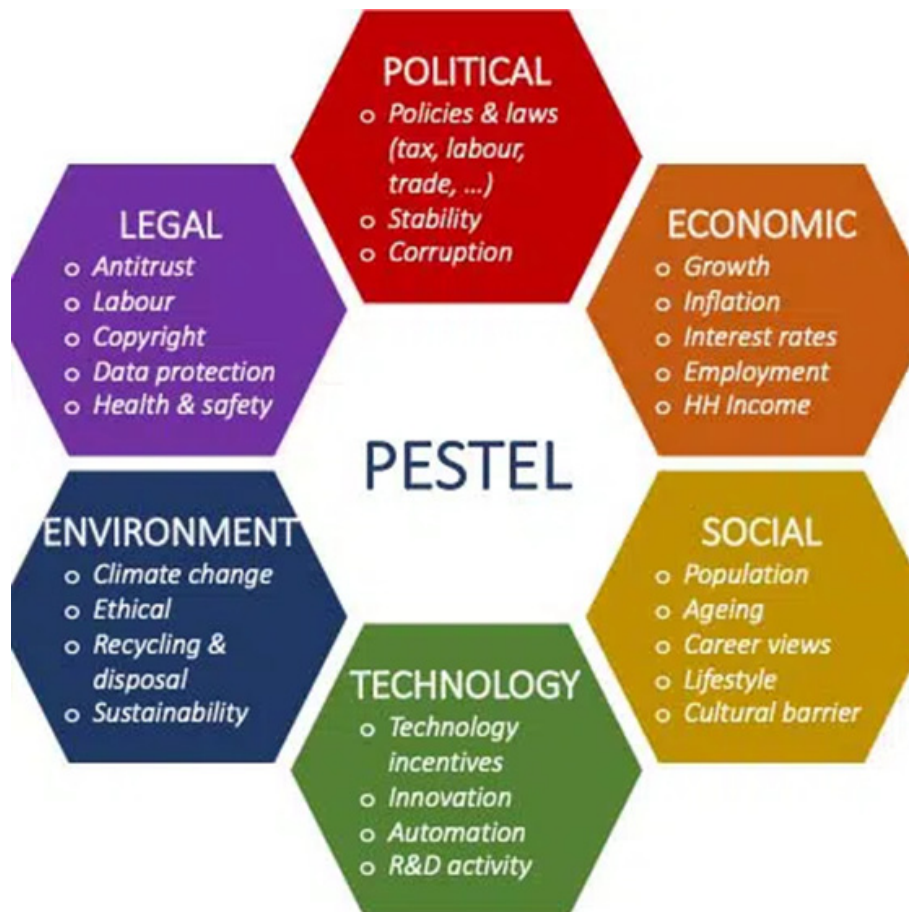 POLITICAL
o Policies & laws
(tax, labour,
trade, ...)
o Stability
o Corruption
ECONOMIC
o Growth
o Inflation
o Interest rates
o Employment
o HH Income
SOCIAL
o Population
o Ageing
o Career views
o Lifestyle
o Cultural barrier
TECHNOLOGY
o Technology
incentives
o Innovation
o Automation
o R&D activity
ENVIRONMENT
o Climate change
o Ethical
o Recycling &
disposal
o Sustainability
LEGAL
o Antitrust
o Labour
o Copyright
o Data protection
o Health & safety
PESTEL